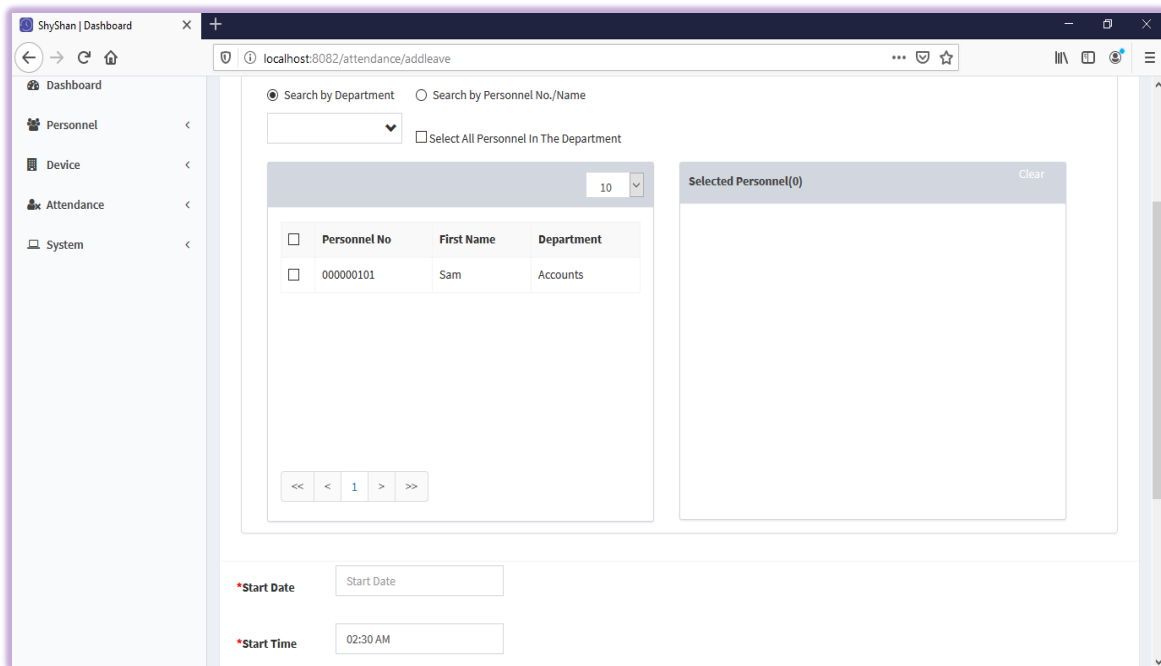 ShyShan | Dashboard
localhost:8082/attendance/addleave
Dashboard
Personnel
Device
Attendance
System
Search by Department Search by Personnel No./Name
Select All Personnel In The Department
10
Personnel No First Name Department
000000101 Sam Accounts
<< < 1 > >>
Selected Personnel(0) Clear
*Start Date Start Date
*Start Time 02:30 AM